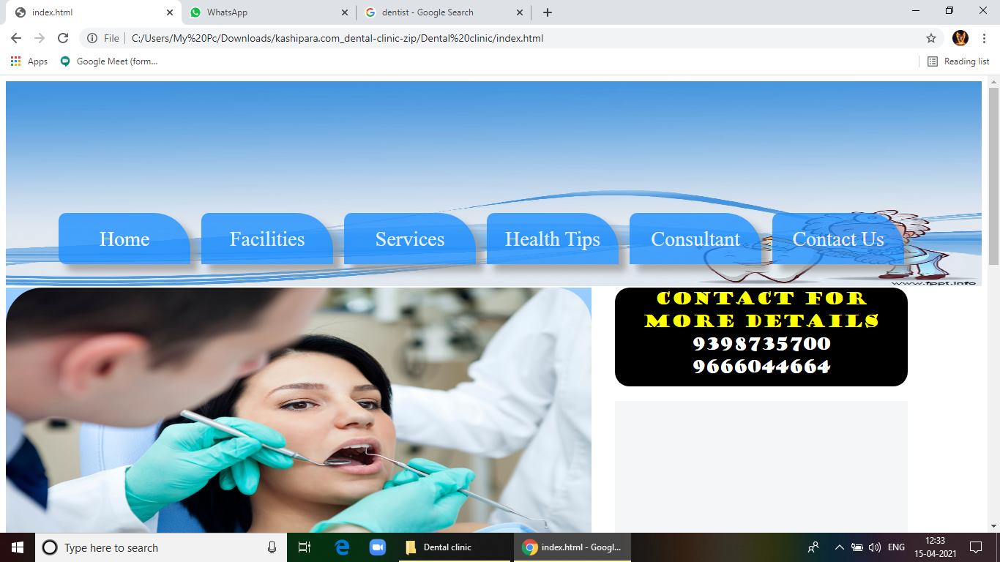 index.html
WhatsApp
dentist - Google Search
File
C:/Users/My%20Pc/Downloads/kashipara.com_dental-clinic-zip/Dental%20clinic/index.html
Apps
Google Meet (form...
Reading list
Home
Facilities
Services
Health Tips
Consultant
Contact Us
www.fppt.info
CONTACT FOR
MORE DETAILS
9398735700
9666044664
Type here to search
Dental clinic
index.html - Googl...
ENG
12:33
15-04-2021